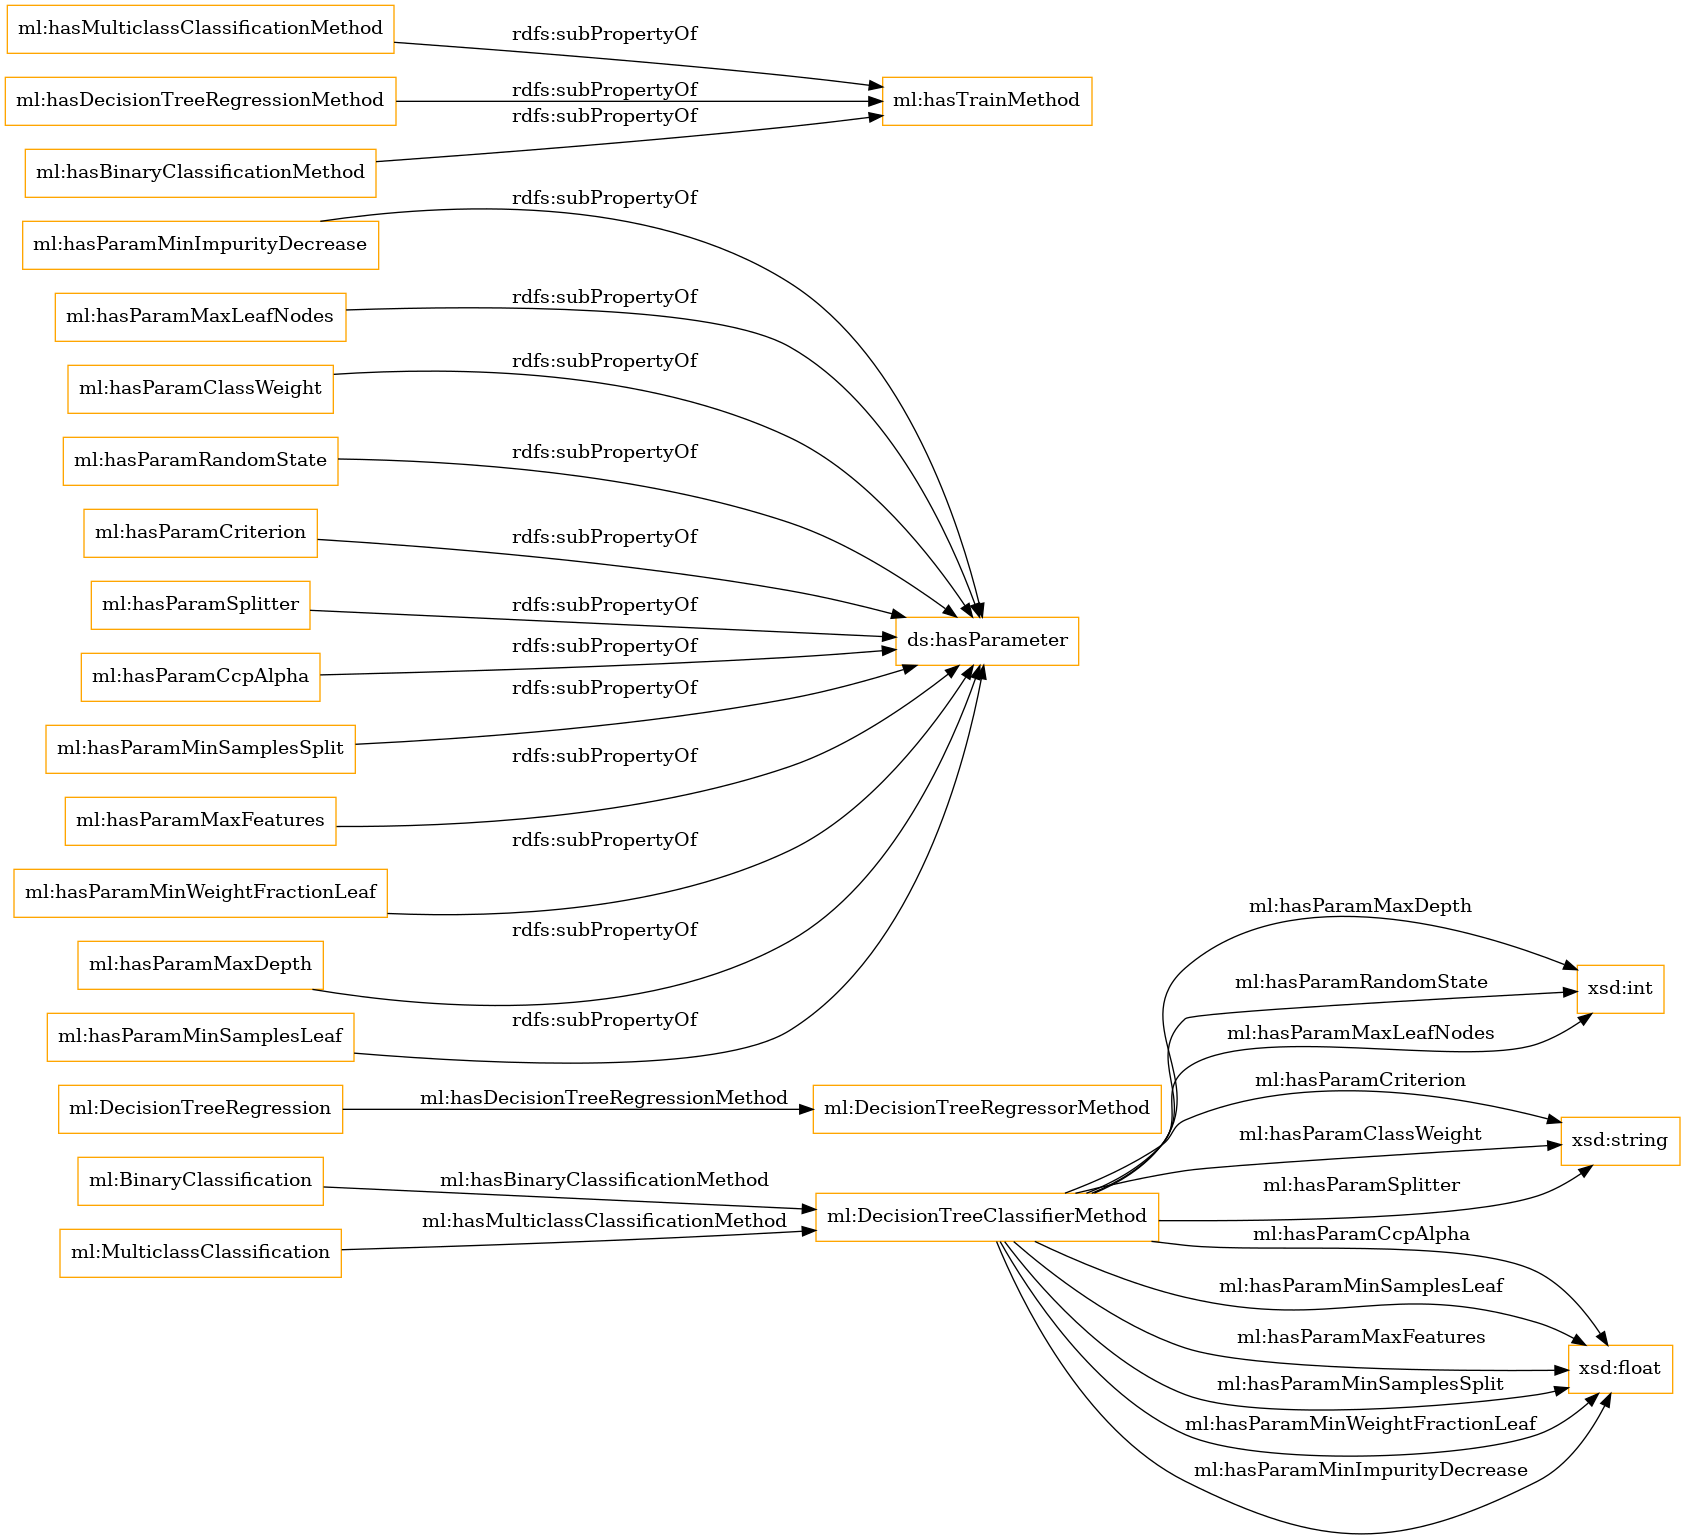 ml:hasMulticlassClassificationMethod
rdfs:subPropertyOf
ml:hasDecisionTreeRegressionMethod
rdfs:subPropertyOf
ml:hasTrainMethod
rdfs:subPropertyOf
ml:hasBinaryClassificationMethod
rdfs:subPropertyOf
ml:hasParamMinImpurityDecrease
rdfs:subPropertyOf
ml:hasParamMaxLeafNodes
rdfs:subPropertyOf
ml:hasParamClassWeight
rdfs:subPropertyOf
ml:hasParamRandomState
rdfs:subPropertyOf
ml:hasParamCriterion
rdfs:subPropertyOf
ml:hasParamSplitter
ds:hasParameter
rdfs:subPropertyOf
ml:hasParamCcpAlpha
rdfs:subPropertyOf
ml:hasParamMinSamplesSplit
rdfs:subPropertyOf
ml:hasParamMaxFeatures
rdfs:subPropertyOf
ml:hasParamMinWeightFractionLeaf
rdfs:subPropertyOf
ml:hasParamMaxDepth
rdfs:subPropertyOf
ml:hasParamMinSamplesLeaf
ml:DecisionTreeRegression
ml:hasDecisionTreeRegressionMethod
ml:DecisionTreeRegressorMethod
ml:BinaryClassification
ml:hasBinaryClassificationMethod
ml:MulticlassClassification
ml:hasMulticlassClassificationMethod
ml:DecisionTreeClassifierMethod
ml:hasParamMaxDepth
ml:hasParamRandomState
xsd:int
ml:hasParamMaxLeafNodes
ml:hasParamCriterion
ml:hasParamClassWeight
xsd:string
ml:hasParamSplitter
ml:hasParamCcpAlpha
ml:hasParamMinSamplesLeaf
ml:hasParamMaxFeatures
xsd:float
ml:hasParamMinSamplesSplit
ml:hasParamMinWeightFractionLeaf
ml:hasParamMinImpurityDecrease